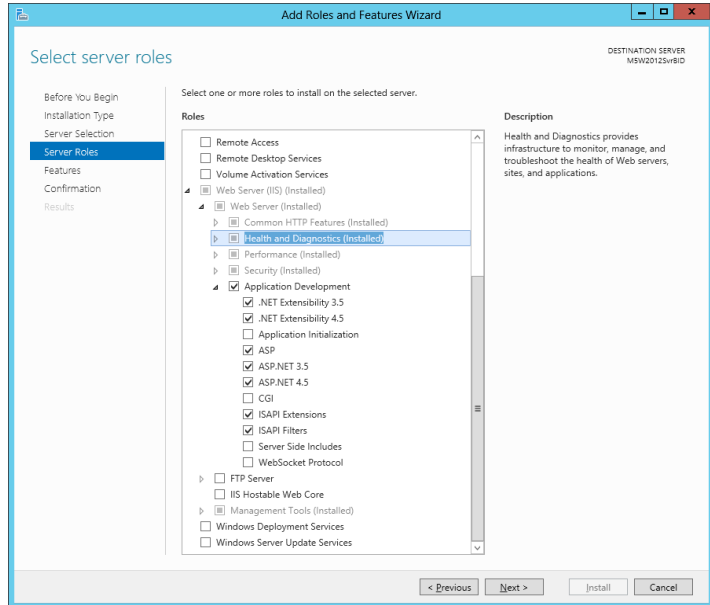 Add Roles and Features Wizard
Select server roles
DESTINATION SERVER
M5W2012SvrBID
Before You Begin
Installation Type
Server Selection
Server Roles
Features
Confirmation
Results
Select one or more roles to install on the selected server.
Roles
Remote Access
Remote Desktop Services
Volume Activation Services
Web Server (IIS) (Installed)
Web Server (Installed)
Common HTTP Features (Installed)
Health and Diagnostics (Installed)
Performance (Installed)
Security (Installed)
Application Development
.NET Extensibility 3.5
.NET Extensibility 4.5
Application Initialization
ASP
ASP.NET 3.5
ASP.NET 4.5
CGI
ISAPI Extensions
ISAPI Filters
Server Side Includes
WebSocket Protocol
FTP Server
IIS Hostable Web Core
Management Tools (Installed)
Windows Deployment Services
Windows Server Update Services
Description
Health and Diagnostics provides
infrastructure to monitor, manage, and
troubleshoot the health of Web servers,
sites, and applications.
< Previous
Next >
Install
Cancel